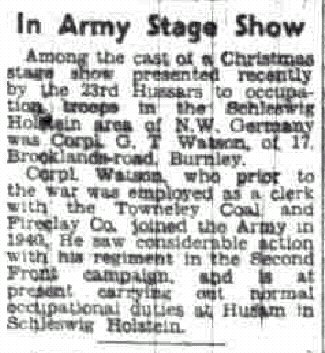 In Army Stage Show
Among the cast of a Christmas
stage show presented recently
by the 23rd Hussars to occupa-
tion troops in the Schleswig
Holstein area of N.W. Germany
was Corpl. G. T Watson, of 17,
Brooklands-road, Burnley.
Corpl. Watson, who prior to
the war was employed as a clerk
with the Towneley Coal and
Fireclay Co. joined the Army in
1940. He saw considerable action
with his regiment in the Second
Front campaign, and is at
present carrying out normal
occupational duties at Husum in
Schleswig Holstein.